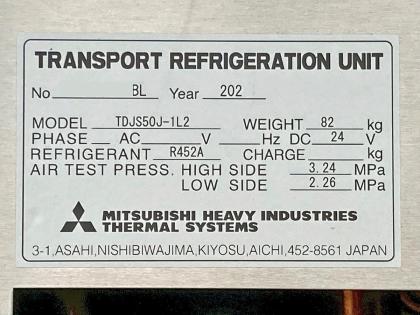 TRANSPORT REFRIGERATION UNIT
No. BL Year 202
MODEL TDJS50J-1L2 WEIGHT 82 kg
PHASE AC V Hz DC 24 V
REFRIGERANT R452A CHARGE kg
AIR TEST PRESS. HIGH SIDE 3.24 MPa
LOW SIDE 2.26 MPa
MITSUBISHI HEAVY INDUSTRIES
THERMAL SYSTEMS
3-1,ASAHI,NISHIBIWAJIMA,KIYOSU,AICHI,452-8561 JAPAN